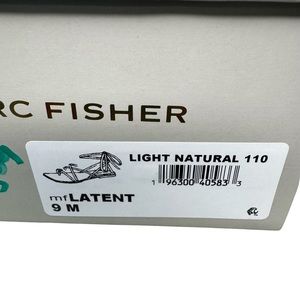 RC FISHER
LIGHT NATURAL 110
1 96300 40583 3
mfLATENT
9 M